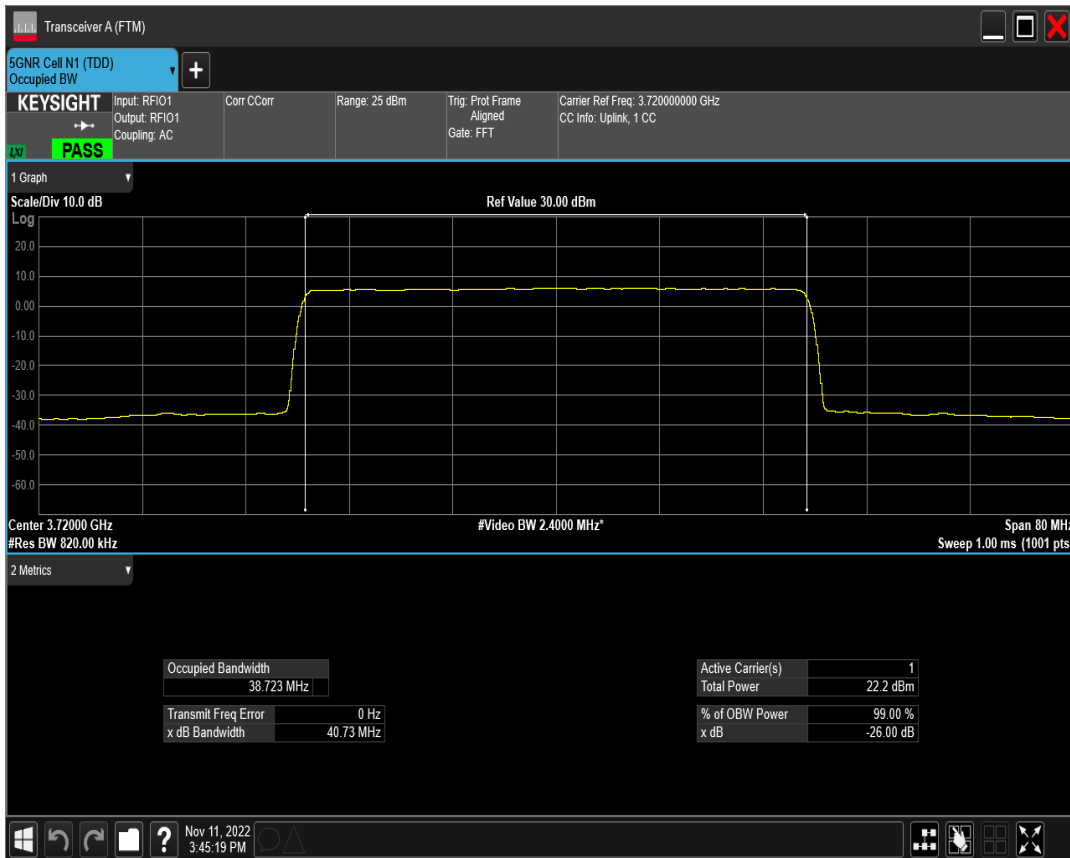 Transceiver A (FTM)
5GNR Cell N1 (TDD)
Occupied BW
+
KEYSIGHT
LXI
PASS
Input: RFIO1
Output: RFIO1
Coupling: AC
Corr CCorr
Range: 25 dBm
Trig: Prot Frame
Aligned
Gate: FFT
Carrier Ref Freq: 3.720000000 GHz
CC Info: Uplink, 1 CC
1 Graph
Scale/Div 10.0 dB
Ref Value 30.00 dBm
Log
20.0
10.0
0.00
-10.0
-20.0
-30.0
-40.0
-50.0
-60.0
Center 3.72000 GHz
#Video BW 2.4000 MHz*
Span 80 MHz
#Res BW 820.00 kHz
Sweep 1.00 ms (1001 pts
2 Metrics
Occupied Bandwidth
38.723 MHz
Transmit Freq Error 0 Hz
x dB Bandwidth 40.73 MHz
Active Carrier(s) 1
Total Power 22.2 dBm
% of OBW Power 99.00 %
x dB -26.00 dB
?
Nov 11, 2022
3:45:19 PM